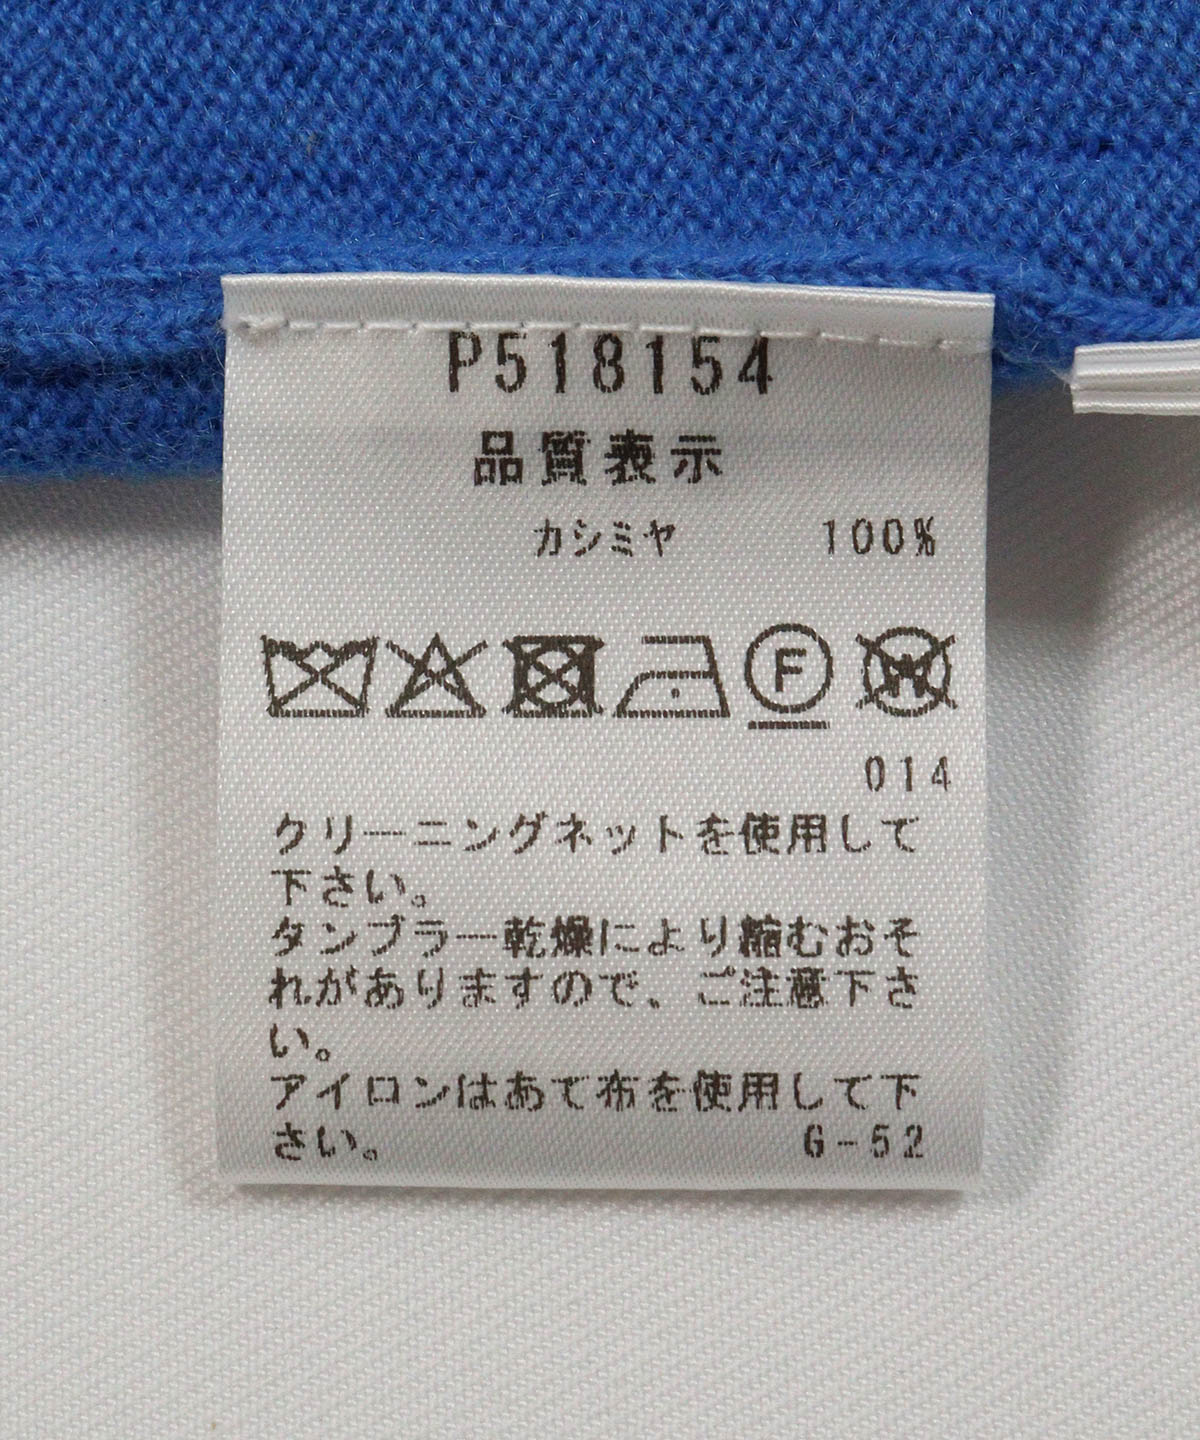 P518154
品質表示
カシミヤ 100%
F
W
014
クリーニングネットを使用して
下さい。
タンブラー乾燥により縮むおそ
れがありますので、ご注意下さ
い。
アイロンはあて布を使用して下
さい。 G-52